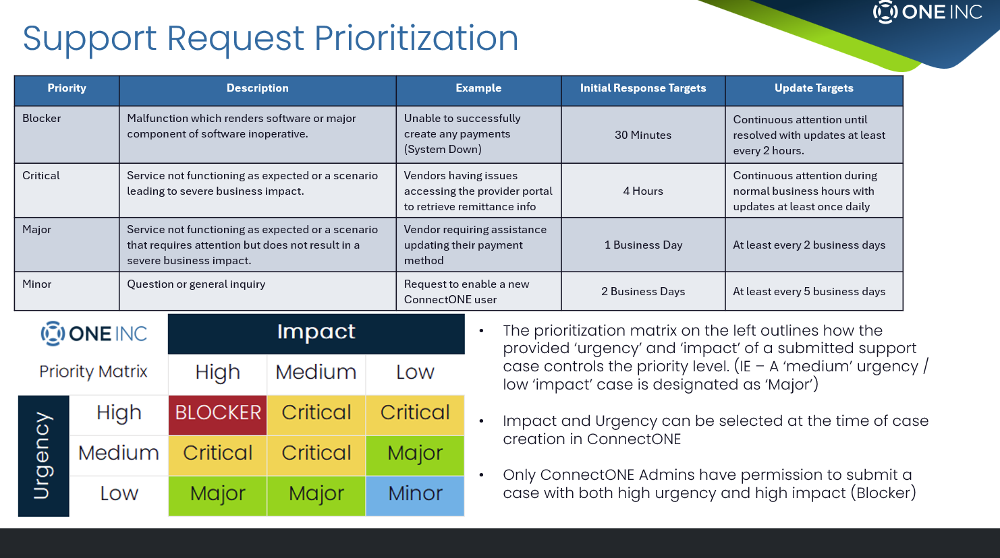 ONE INC
Support Request Prioritization
Priority
Description
Example
Initial Response Targets
Update Targets
Blocker
Malfunction which renders software or major
component of software inoperative.
Unable to successfully
create any payments
(System Down)
30 Minutes
Continuous attention until
resolved with updates at least
every 2 hours.
Critical
Service not functioning as expected or a scenario
leading to severe business impact.
Vendors having issues
accessing the provider portal
to retrieve remittance info
4 Hours
Continuous attention during
normal business hours with
updates at least once daily
Major
Service not functioning as expected or a scenario
that requires attention but does not result in a
severe business impact.
Vendor requiring assistance
updating their payment
method
1 Business Day
At least every 2 business days
Minor
Question or general inquiry
Request to enable a new
ConnectONE user
2 Business Days
At least every 5 business days
ONE INC
Priority Matrix
Impact
High Medium Low
Urgency
High BLOCKER Critical Critical
Medium Critical Critical Major
Low Major Major Minor
• The prioritization matrix on the left outlines how the
provided ‘urgency’ and ‘impact’ of a submitted support
case controls the priority level. (IE – A ‘medium’ urgency /
low ‘impact’ case is designated as ‘Major’)
• Impact and Urgency can be selected at the time of case
creation in ConnectONE
• Only ConnectONE Admins have permission to submit a
case with both high urgency and high impact (Blocker)